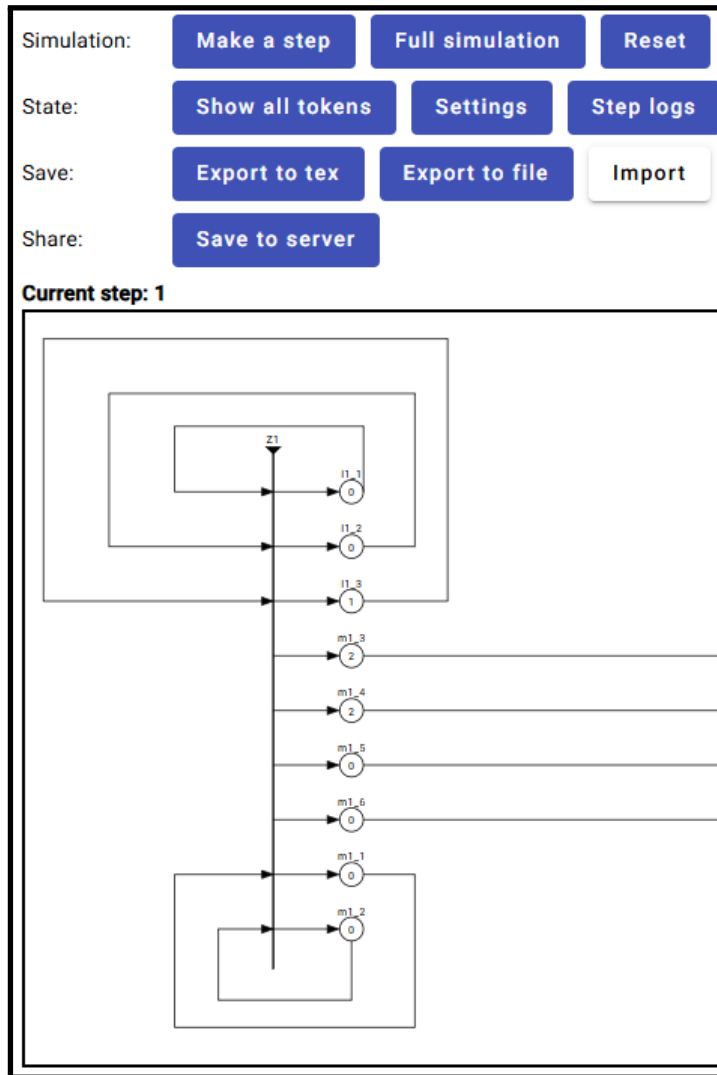 Simulation: Make a step Full simulation Reset
State: Show all tokens Settings Step logs
Save: Export to tex Export to file Import
Share: Save to server
Current step: 1
Z1
l1_1
0
l1_2
0
l1_3
1
m1_3
2
m1_4
2
m1_5
0
m1_6
0
m1_1
0
m1_2
0